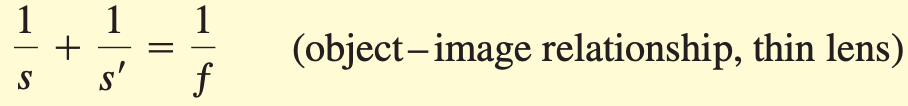 1/s + 1/s′ = 1/f (object–image relationship, thin lens)